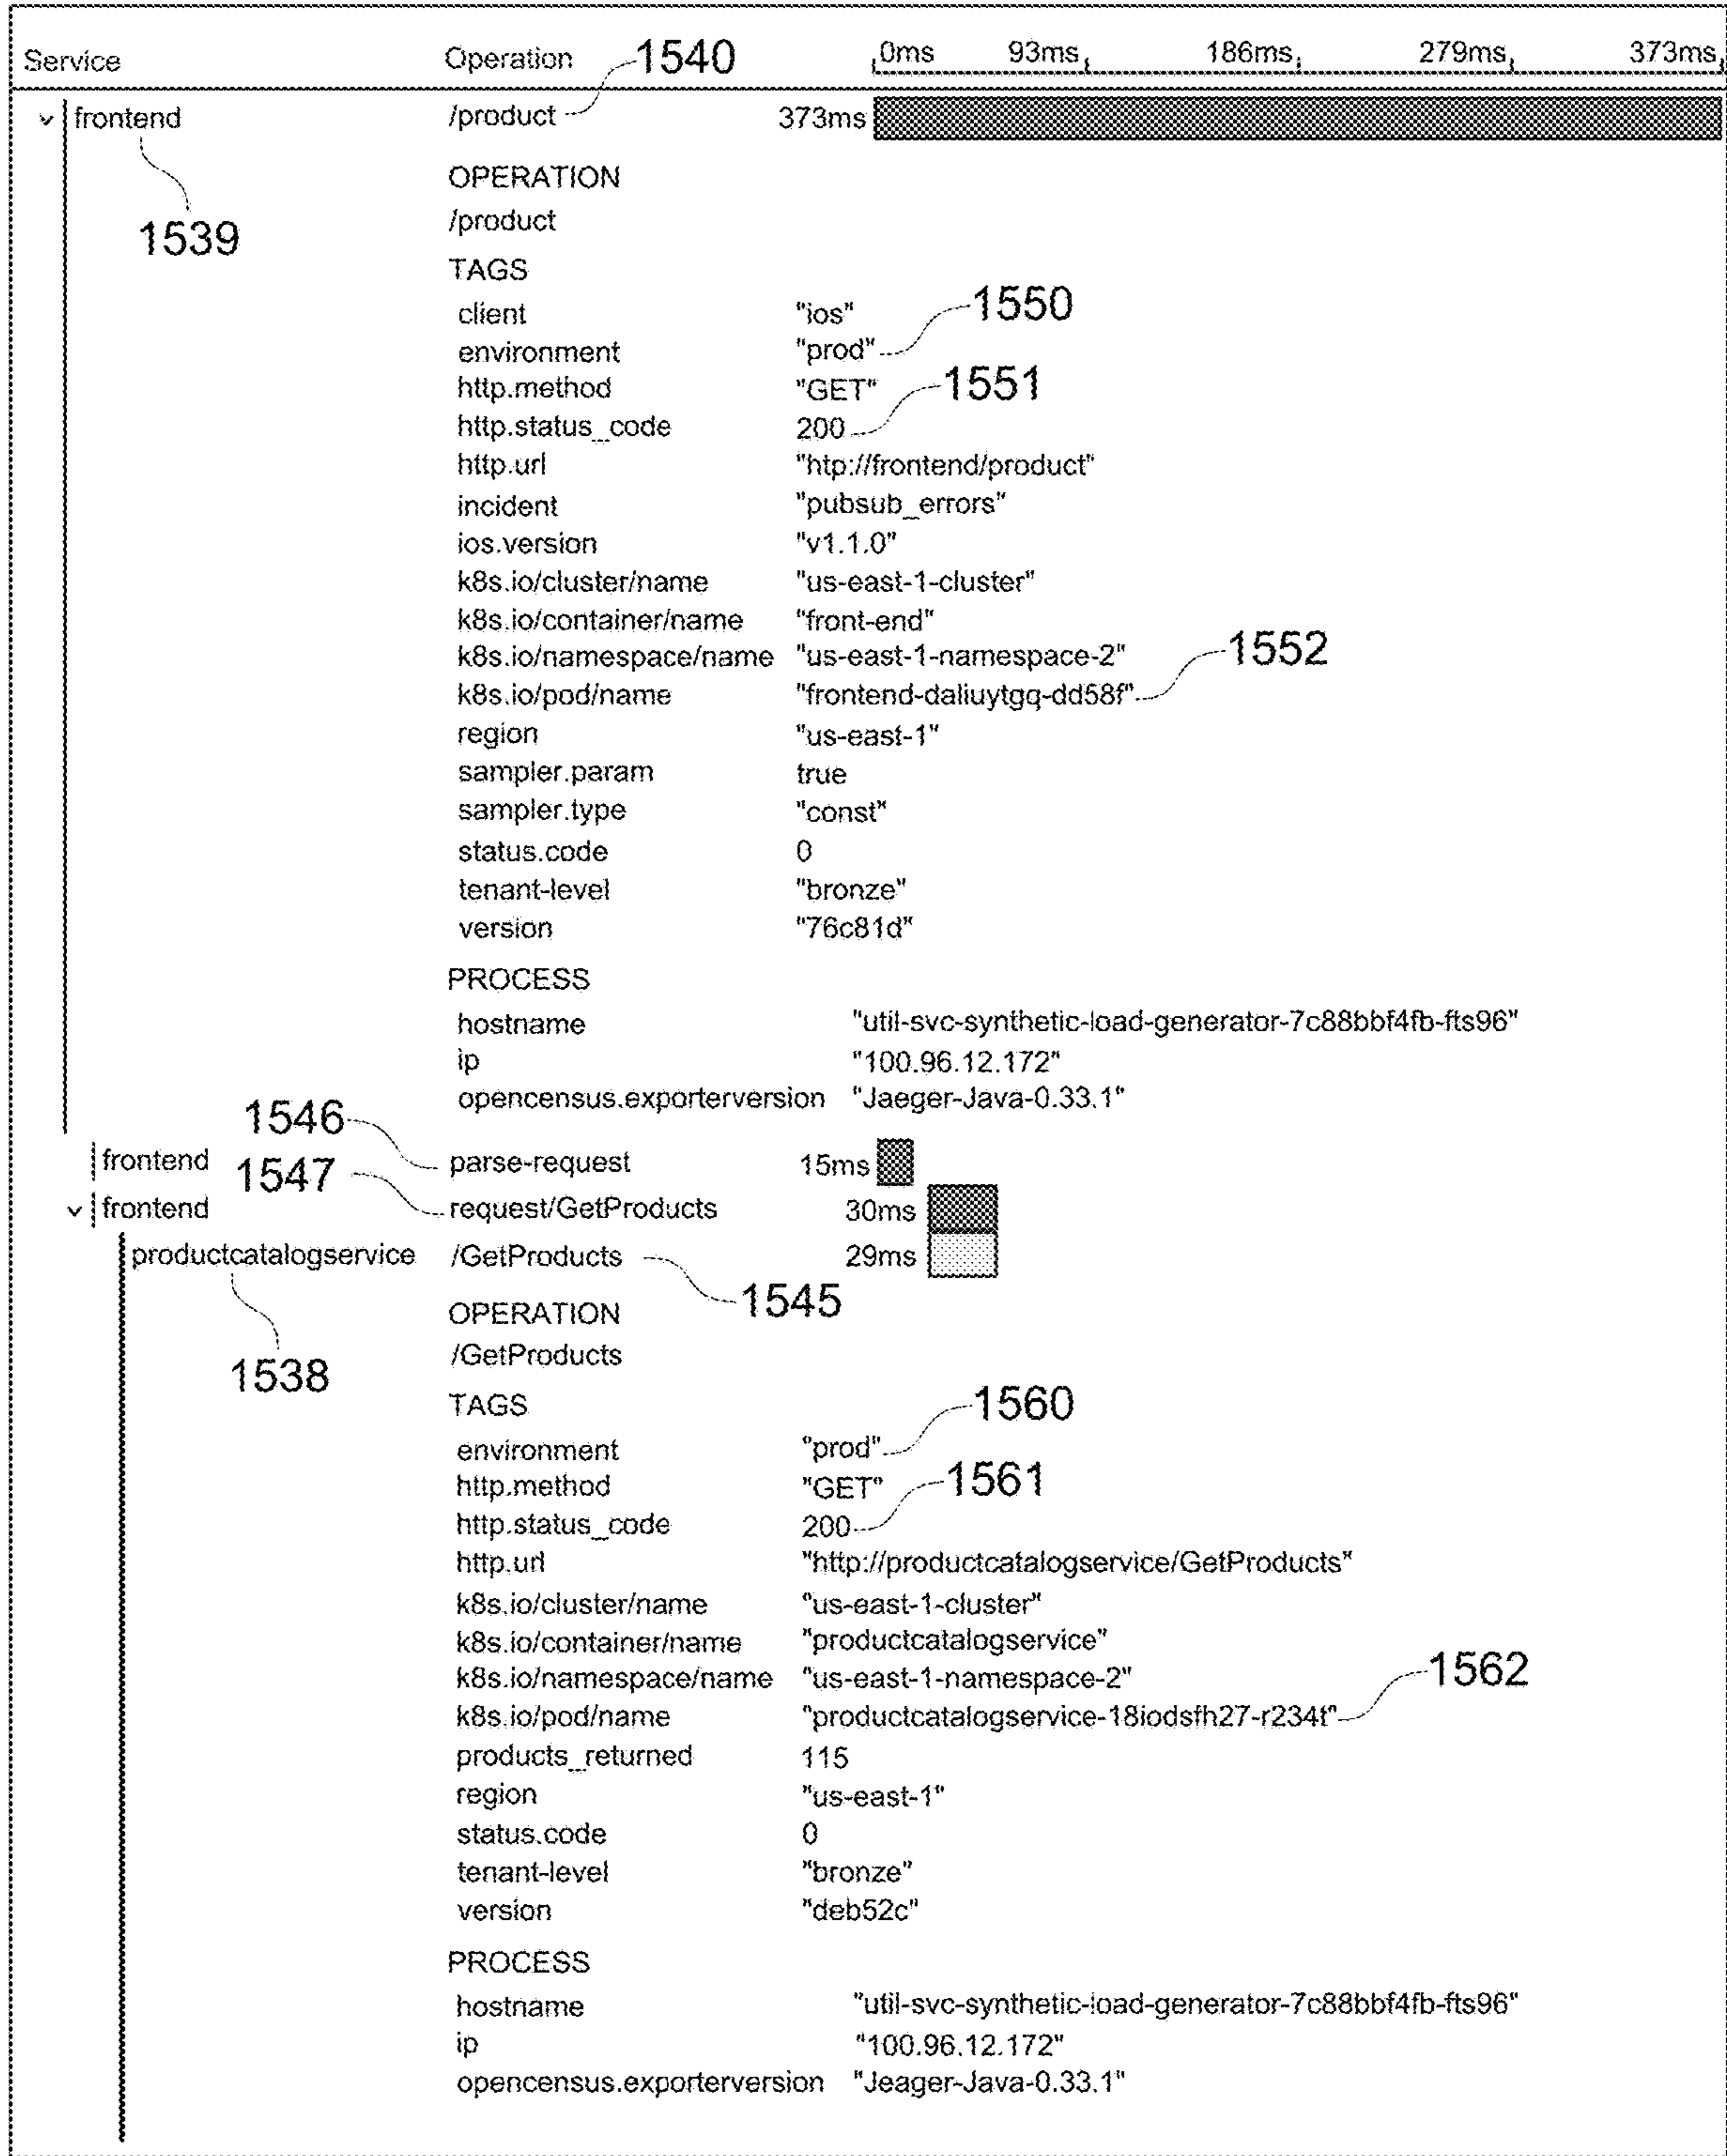 Service Operation 1540 0ms 93ms 186ms 279ms 373ms
frontend /product 373ms
OPERATION
1539 /product
TAGS
client "ios" 1550
environment "prod"
http.method "GET" 1551
http.status_code 200
http.url "htp://frontend/product"
incident "pubsub_errors"
ios.version "v1.1.0"
k8s.io/cluster/name "us-east-1-cluster"
k8s.io/container/name "front-end"
k8s.io/namespace/name "us-east-1-namespace-2" 1552
k8s.io/pod/name "frontend-daliuytgq-dd58f"
region "us-east-1"
sampler.param true
sampler.type "const"
status.code 0
tenant-level "bronze"
version "76c81d"
PROCESS
hostname "util-svc-synthetic-load-generator-7c88bbf4fb-fts96"
ip "100.96.12.172"
opencensus.exporterversion "Jaeger-Java-0.33.1"
1546
frontend parse-request 15ms
1547
frontend request/GetProducts 30ms
productcatalogservice /GetProducts 29ms
1545
OPERATION
1538 /GetProducts
TAGS 1560
environment "prod"
http.method "GET" 1561
http.status_code 200
http.url "http://productcatalogservice/GetProducts"
k8s.io/cluster/name "us-east-1-cluster"
k8s.io/container/name "productcatalogservice"
k8s.io/namespace/name "us-east-1-namespace-2" 1562
k8s.io/pod/name "productcatalogservice-18iodsfh27-r234t"
products_returned 115
region "us-east-1"
status.code 0
tenant-level "bronze"
version "deb52c"
PROCESS
hostname "util-svc-synthetic-load-generator-7c88bbf4fb-fts96"
ip "100.96.12.172"
opencensus.exporterversion "Jeager-Java-0.33.1"